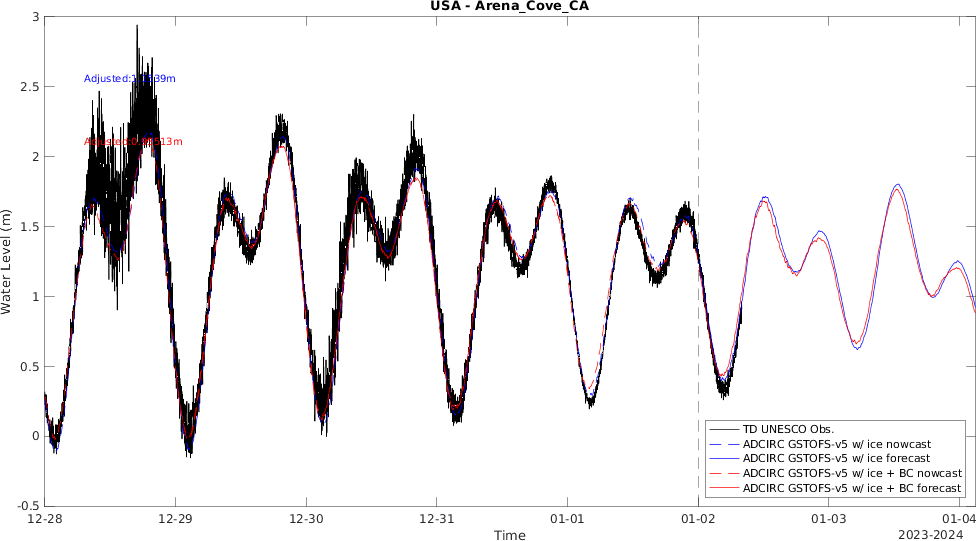 USA - Arena_Cove_CA
3
2.5
2
1.5
1
0.5
0
-0.5
Water Level (m)
12-28
12-29
12-30
12-31
01-01
01-02
01-03
01-04
Time
2023-2024
TD UNESCO Obs.
ADCIRC GSTOFS-v5 w/ ice nowcast
ADCIRC GSTOFS-v5 w/ ice forecast
ADCIRC GSTOFS-v5 w/ ice + BC nowcast
ADCIRC GSTOFS-v5 w/ ice + BC forecast